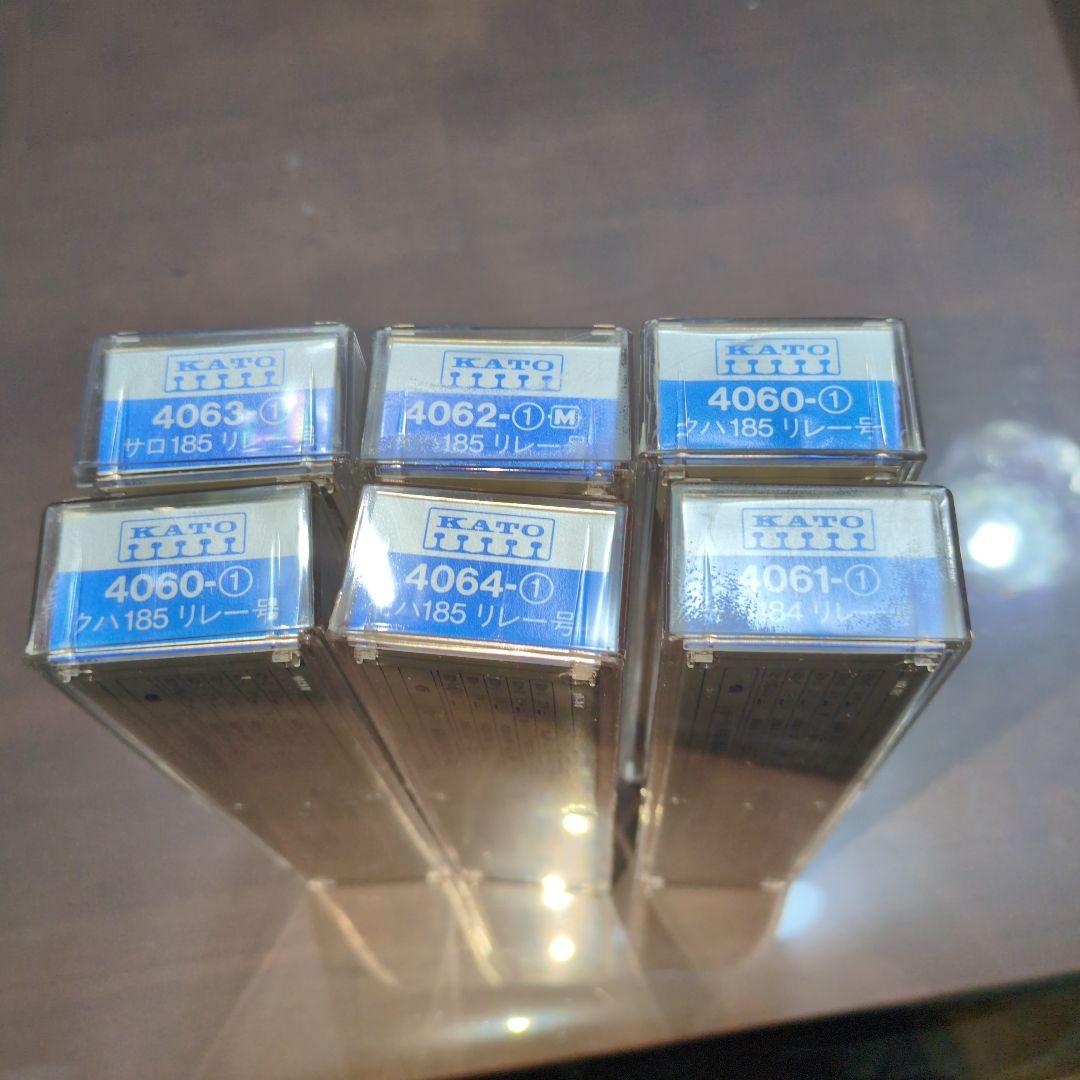 KATO
4063-①
サロ185 リレー号
KATO
4062-①-M
185 リレー号
KATO
4060-①
クハ185 リレー号
KATO
4060-①
クハ185 リレー号
KATO
4064-①
ハ185 リレー号
KATO
4061-①
184 リレー